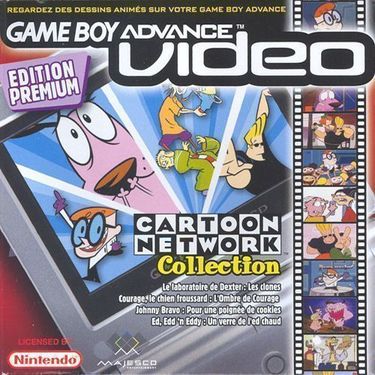 REGARDEZ DES DESSINS ANIMÉS SUR VOTRE GAME BOY ADVANCE
GAME BOY ADVANCE™
video
EDITION
PREMIUM
CARTOON
NETWORK
Collection
Le laboratoire de Dexter : Les clones
Courage, le chien froussard : L'Ombre de Courage
Johnny Bravo : Pour une poignée de cookies
Ed, Edd 'n Eddy : Un verre de l'ed chaud
LICENSED BY
Nintendo
MAJESCO